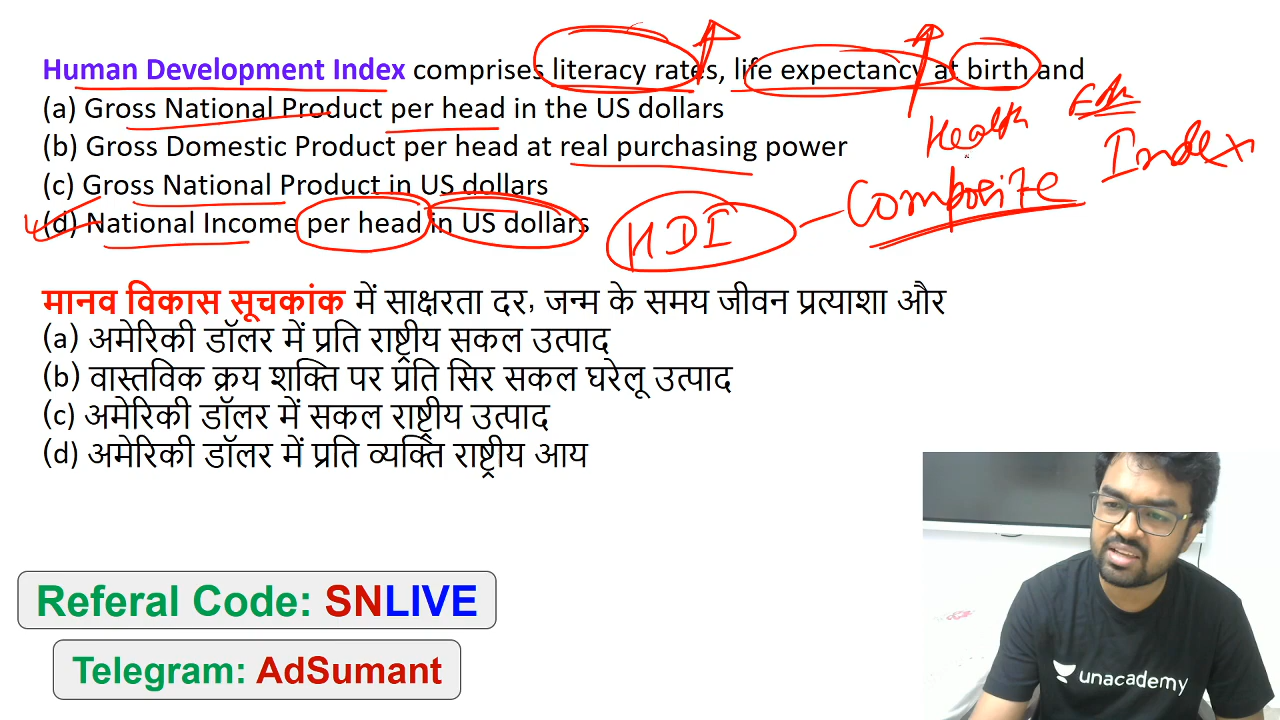 Human Development Index comprises literacy rates, life expectancy at birth and
(a) Gross National Product per head in the US dollars
(b) Gross Domestic Product per head at real purchasing power
(c) Gross National Product in US dollars
(d) National Income per head in US dollars
Health
Edn
Index
Composite
HDI
मानव विकास सूचकांक में साक्षरता दर, जन्म के समय जीवन प्रत्याशा और
(a) अमेरिकी डॉलर में प्रति राष्ट्रीय सकल उत्पाद
(b) वास्तविक क्रय शक्ति पर प्रति सिर सकल घरेलू उत्पाद
(c) अमेरिकी डॉलर में सकल राष्ट्रीय उत्पाद
(d) अमेरिकी डॉलर में प्रति व्यक्ति राष्ट्रीय आय
Referal Code: SNLIVE
Telegram: AdSumant
unacademy